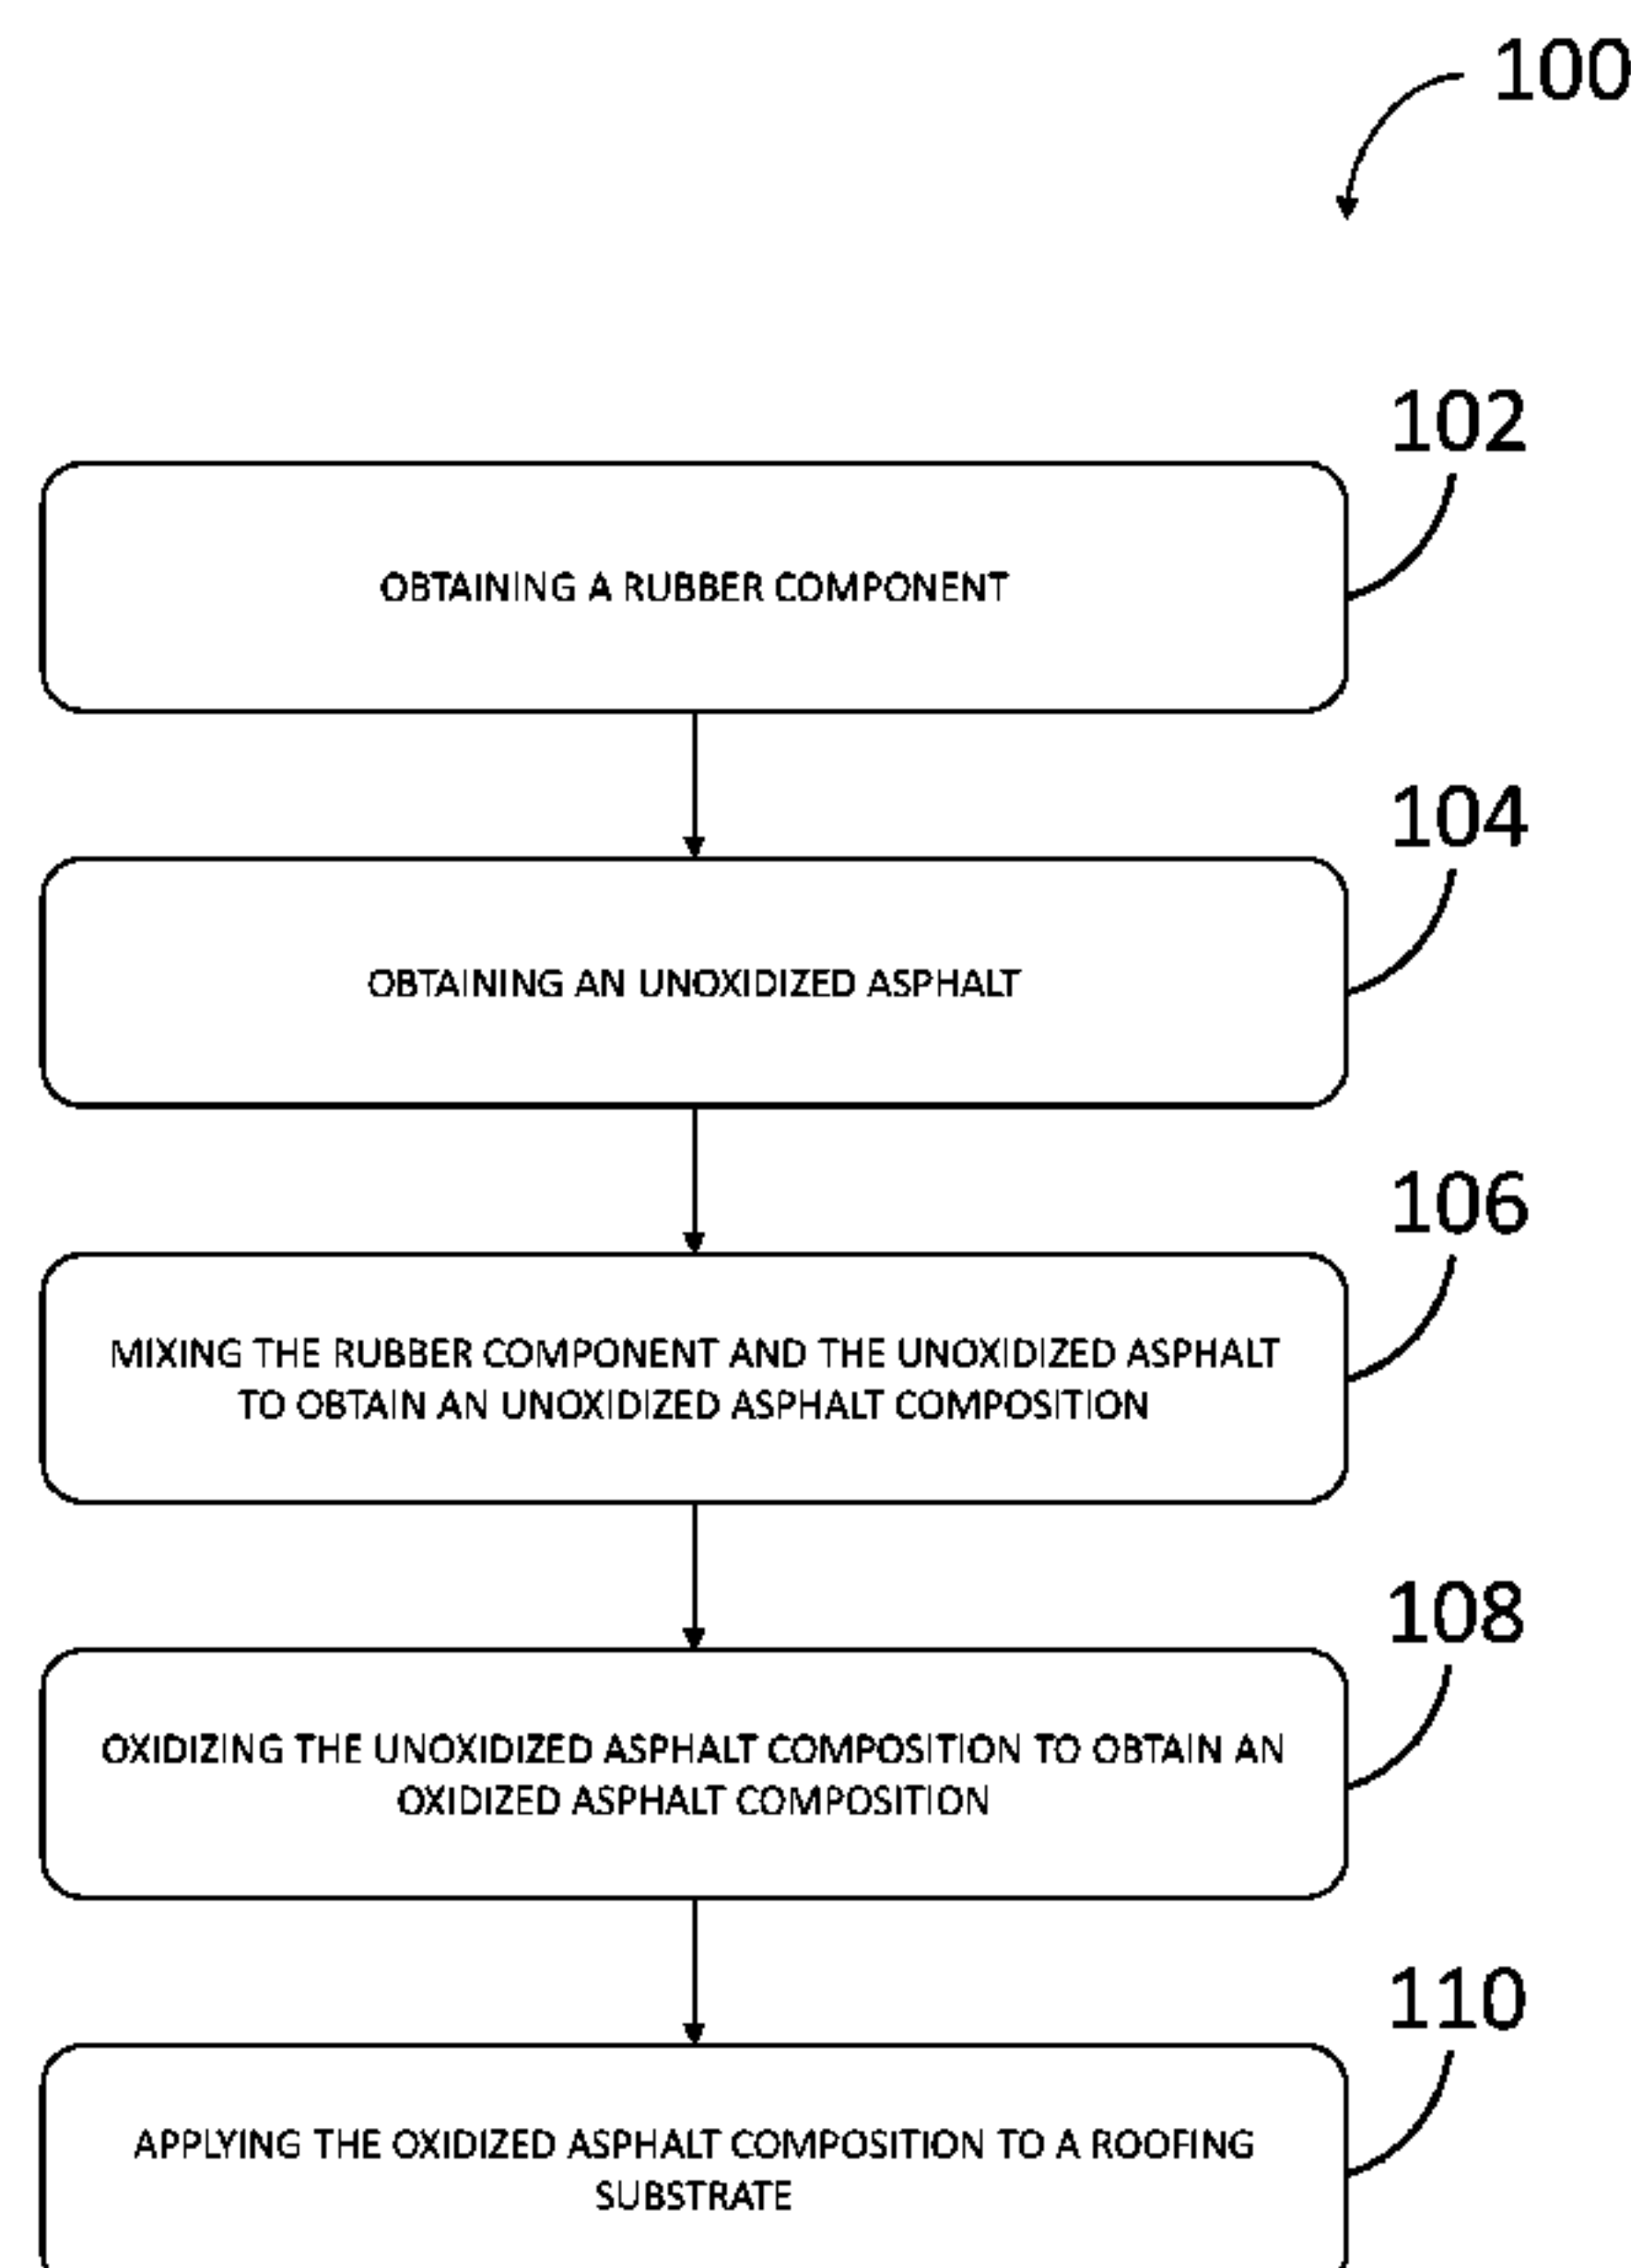 100
102
OBTAINING A RUBBER COMPONENT
104
OBTAINING AN UNOXIDIZED ASPHALT
106
MIXING THE RUBBER COMPONENT AND THE UNOXIDIZED ASPHALT
TO OBTAIN AN UNOXIDIZED ASPHALT COMPOSITION
108
OXIDIZING THE UNOXIDIZED ASPHALT COMPOSITION TO OBTAIN AN
OXIDIZED ASPHALT COMPOSITION
110
APPLYING THE OXIDIZED ASPHALT COMPOSITION TO A ROOFING
SUBSTRATE